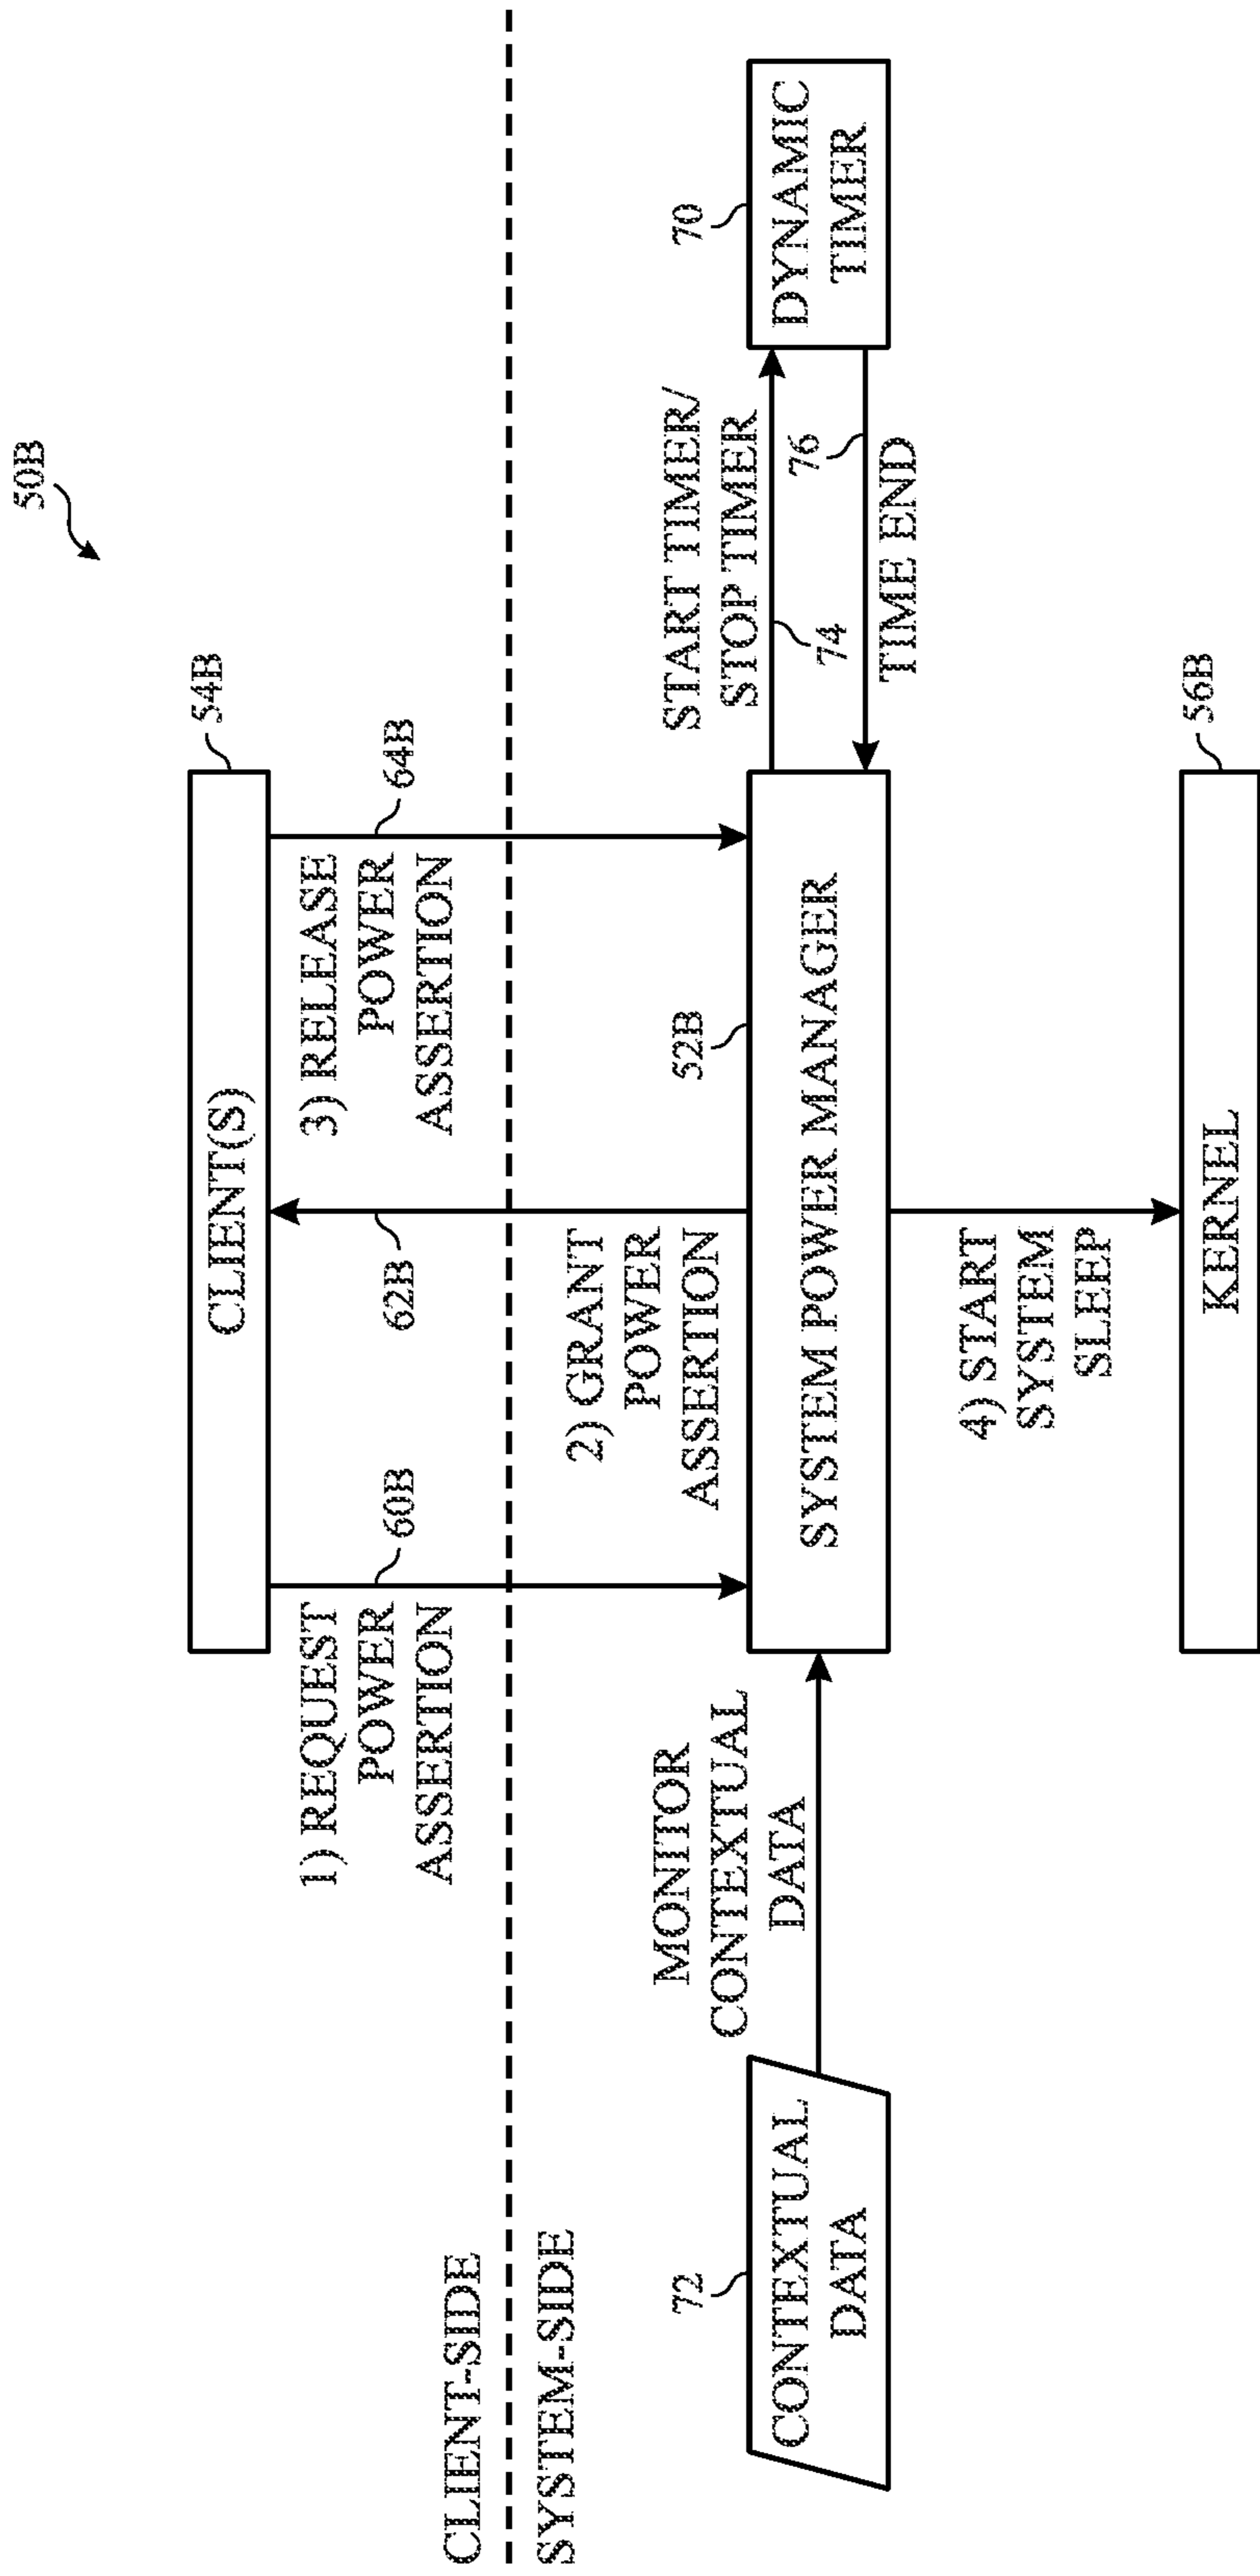 50B
CLIENT(S)
54B
1) REQUEST
POWER
ASSERTION
60B
62B
3) RELEASE
POWER
ASSERTION
64B
CLIENT-SIDE
SYSTEM-SIDE
2) GRANT
POWER
ASSERTION
MONITOR
CONTEXTUAL
DATA
72
CONTEXTUAL
DATA
52B
SYSTEM POWER MANAGER
START TIMER/
STOP TIMER
74
76
TIME END
70
DYNAMIC
TIMER
4) START
SYSTEM
SLEEP
56B
KERNEL